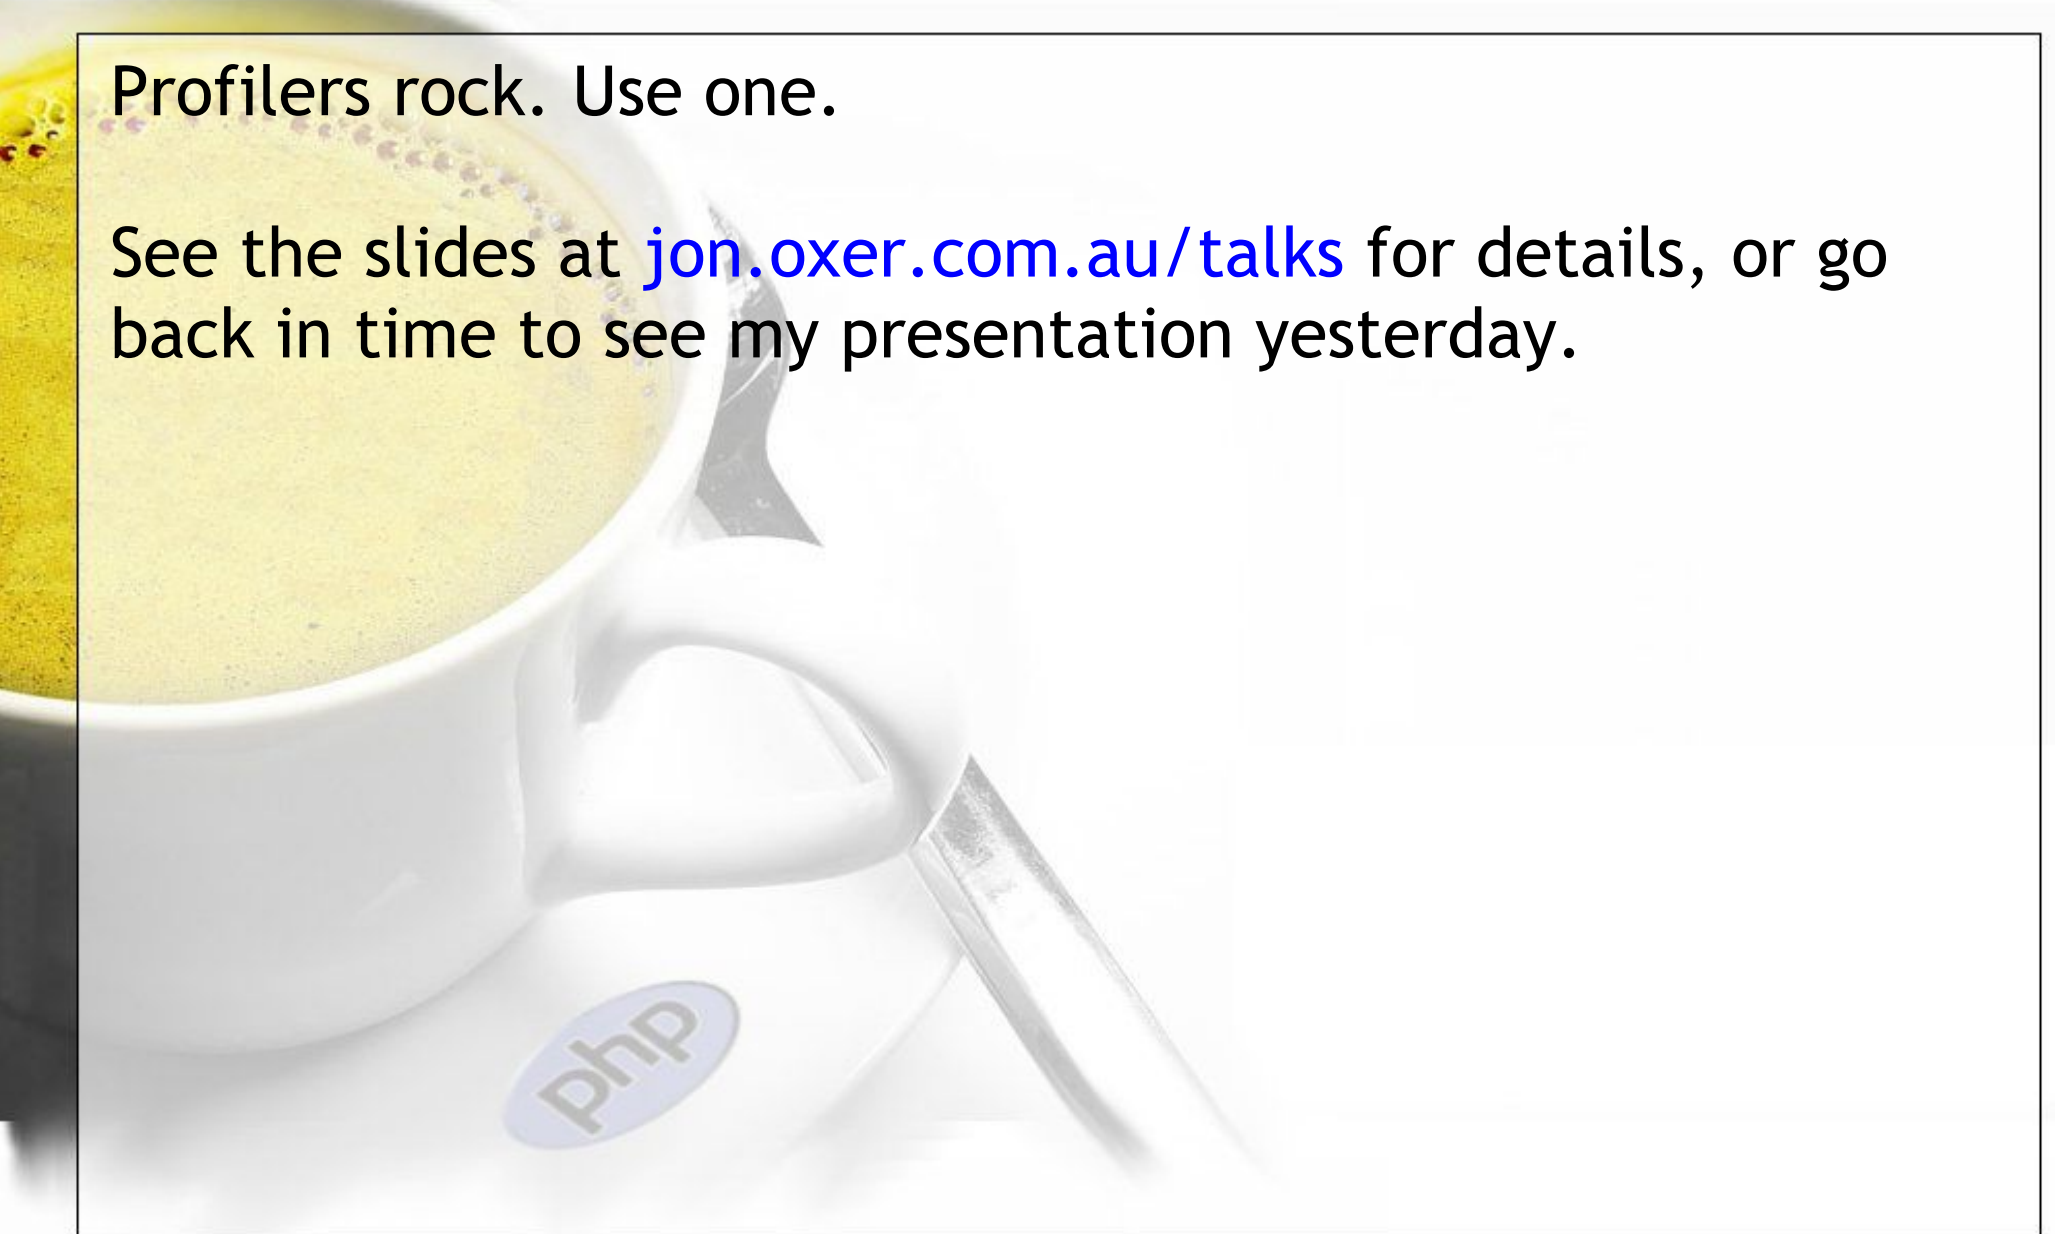 Profilers rock. Use one.
See the slides at jon.oxer.com.au/talks for details, or go
back in time to see my presentation yesterday.
php